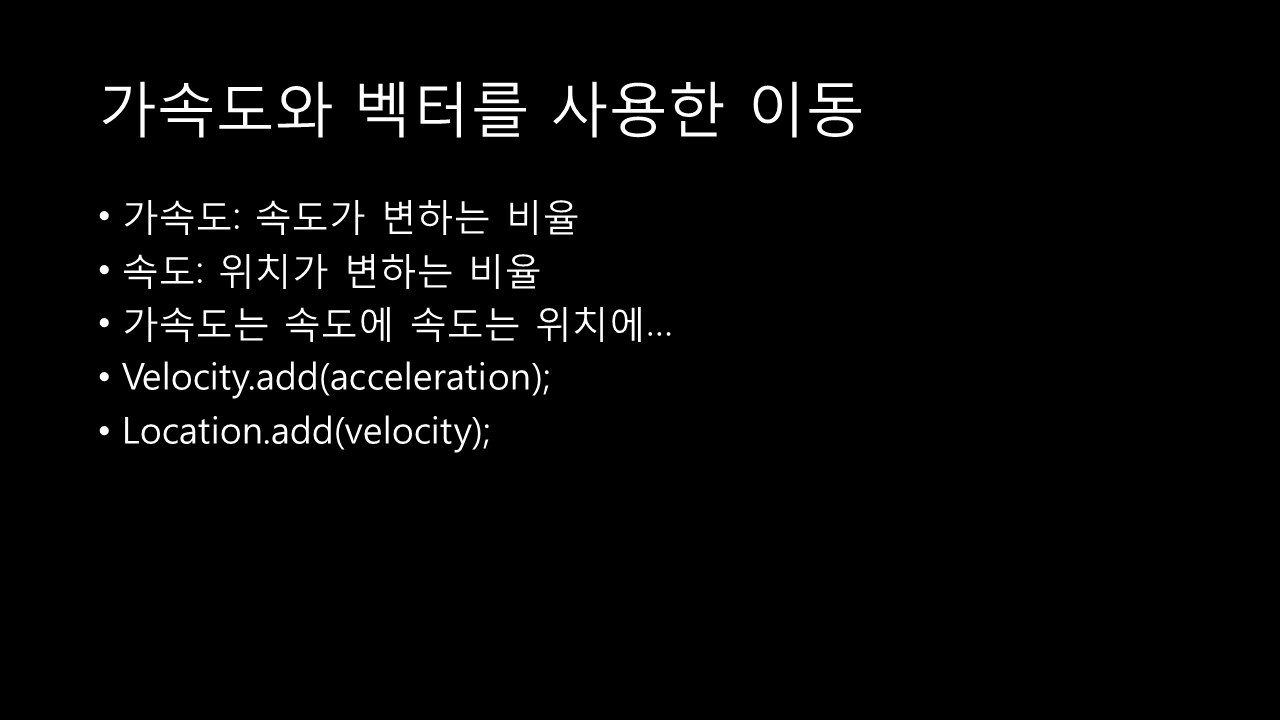 가속도와 벡터를 사용한 이동
• 가속도: 속도가 변하는 비율
• 속도: 위치가 변하는 비율
• 가속도는 속도에 속도는 위치에...
• Velocity.add(acceleration);
• Location.add(velocity);